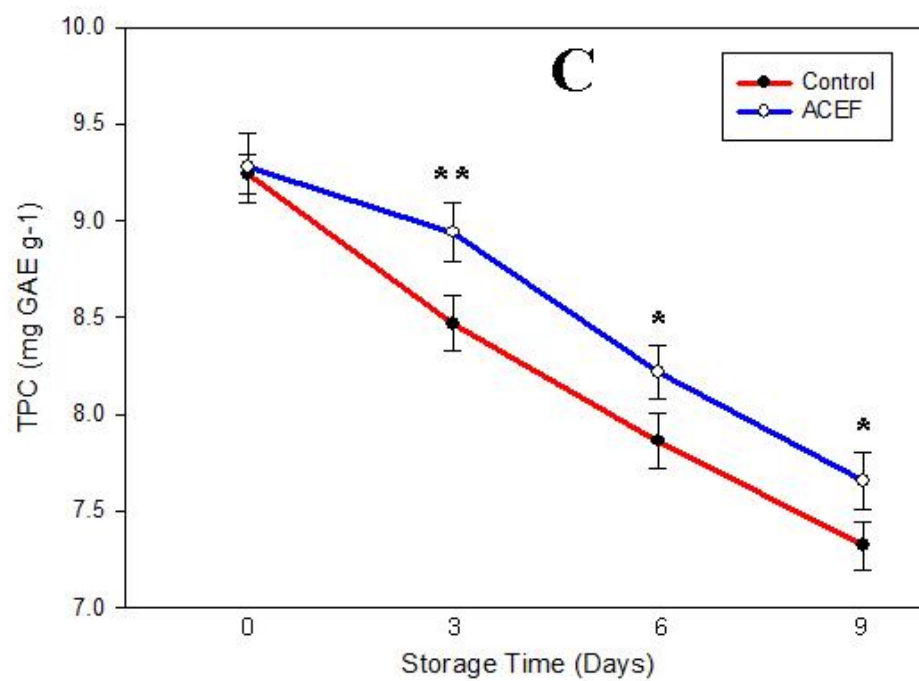 C
Control
ACEF
10.0
9.5
9.0
8.5
8.0
7.5
7.0
TPC (mg GAE g-1)
**
*
*
0 3 6 9
Storage Time (Days)